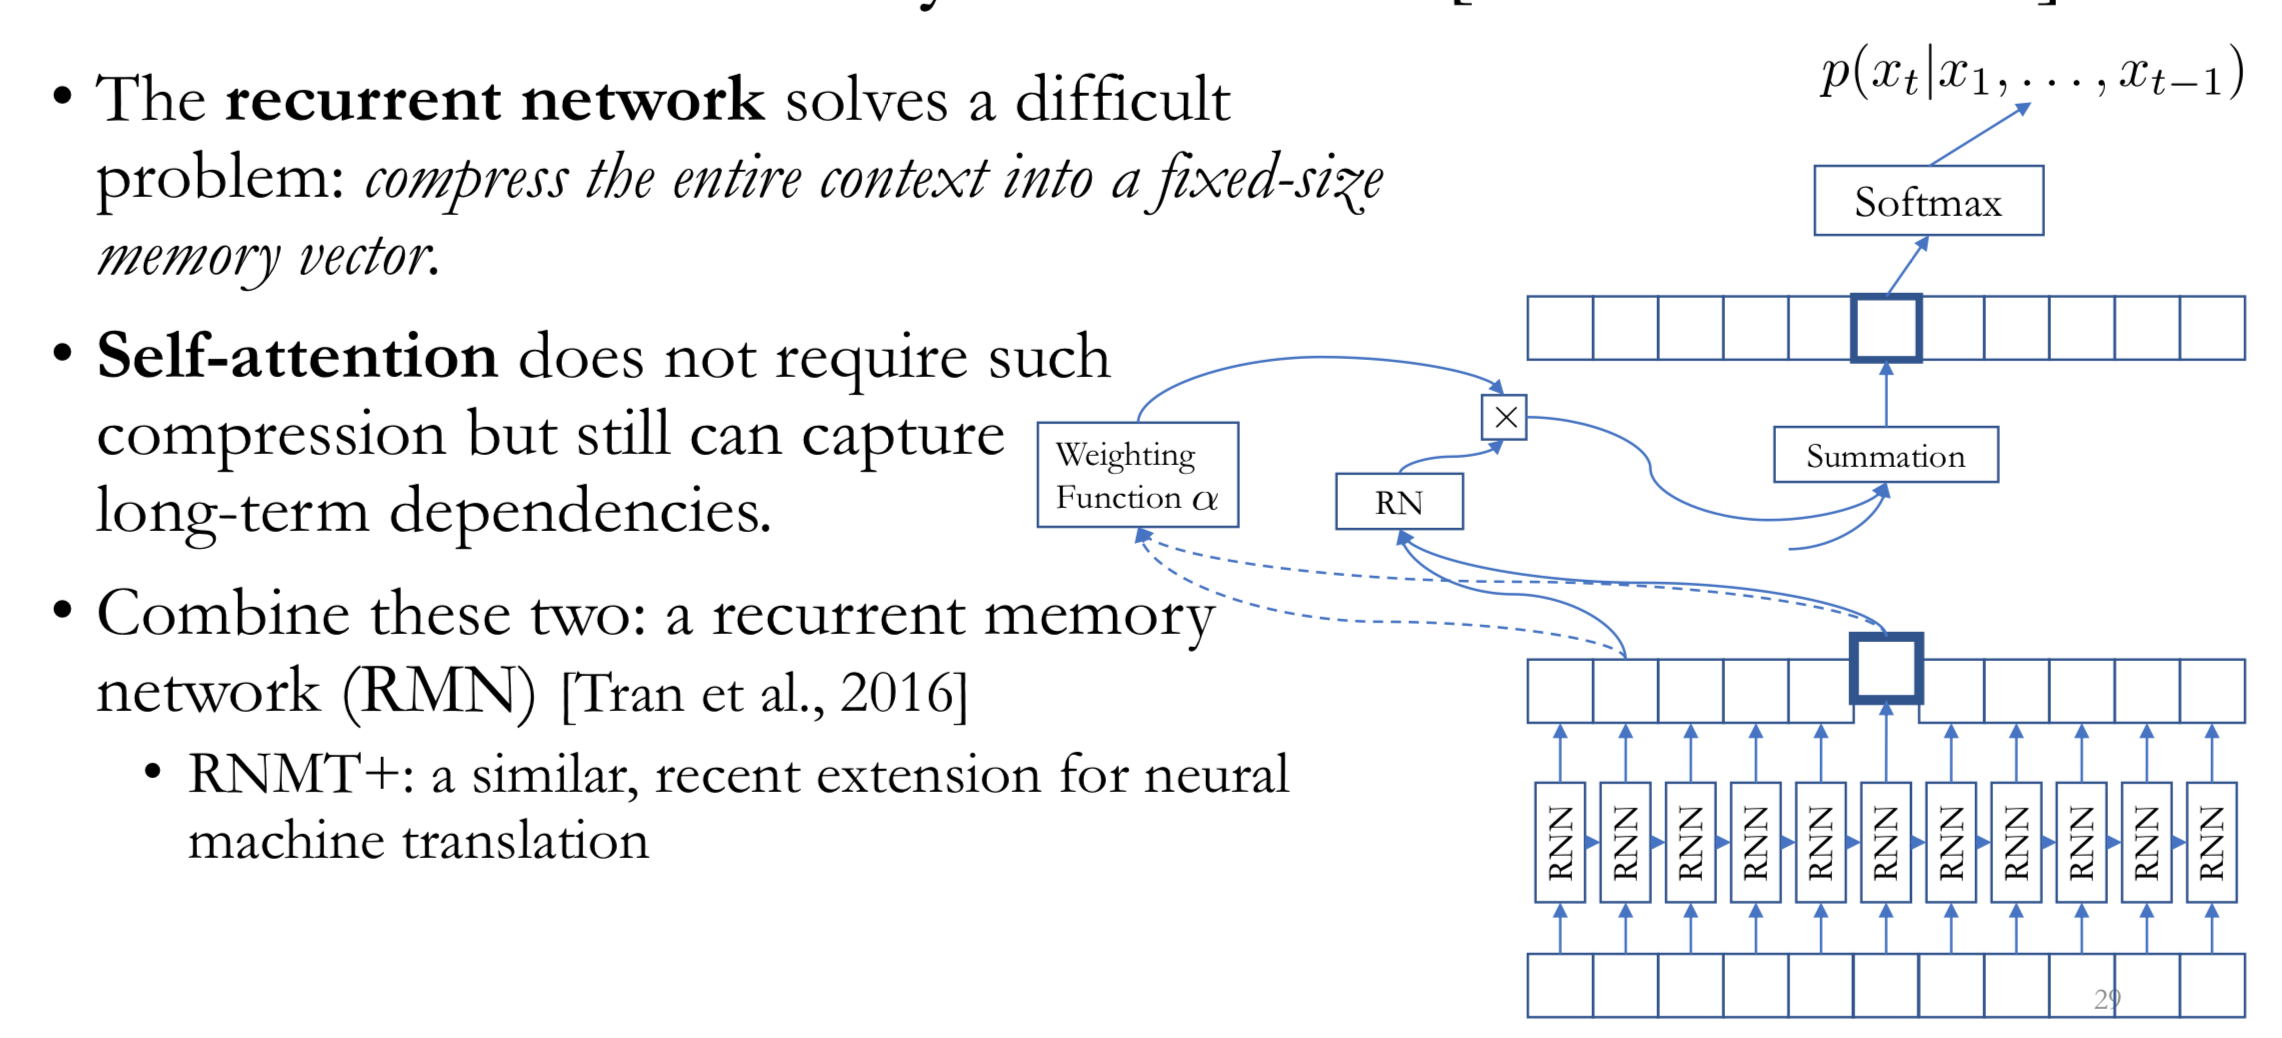 • The recurrent network solves a difficult
problem: compress the entire context into a fixed-size
memory vector.
• Self-attention does not require such
compression but still can capture
long-term dependencies.
• Combine these two: a recurrent memory
network (RMN) [Tran et al., 2016]
• RNMT+: a similar, recent extension for neural
machine translation
p(x_t|x_1, . . . , x_{t−1})
Softmax
×
Weighting
Function α
RN
Summation
RNN RNN RNN RNN RNN RNN RNN RNN RNN RNN RNN
29